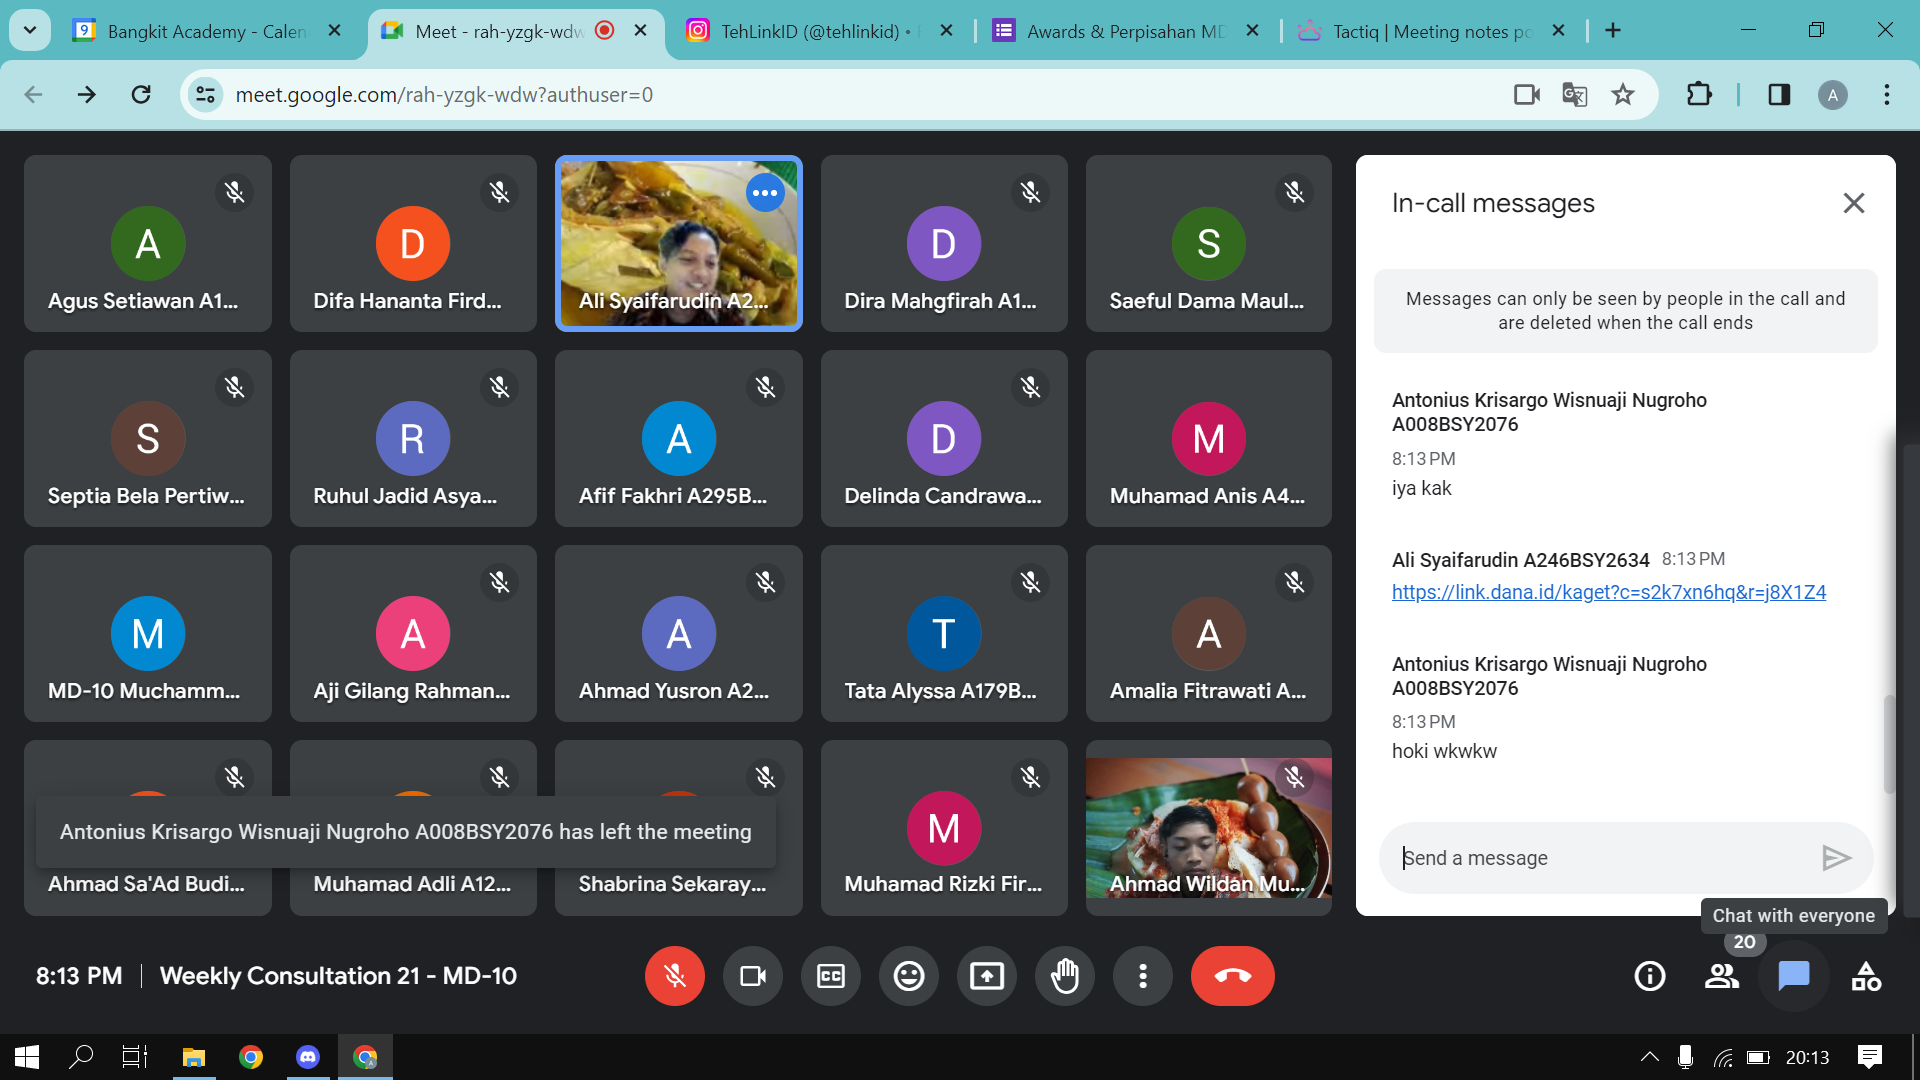 Bangkit Academy - Calen
Meet - rah-yzgk-wdw
TehLinkID (@tehlinkid) •
Awards & Perpisahan MD
Tactiq | Meeting notes po
meet.google.com/rah-yzgk-wdw?authuser=0
A
A
Agus Setiawan A1...
D
Difa Hananta Fird...
Ali Syaifarudin A2...
D
Dira Mahgfirah A1...
S
Saeful Dama Maul...
S
Septia Bela Pertiw...
R
Ruhul Jadid Asya...
A
Afif Fakhri A295B...
D
Delinda Candrawa...
M
Muhamad Anis A4...
M
MD-10 Muchamm...
A
Aji Gilang Rahman...
A
Ahmad Yusron A2...
T
Tata Alyssa A179B...
A
Amalia Fitrawati A...
Antonius Krisargo Wisnuaji Nugroho A008BSY2076 has left the meeting
Ahmad Sa'Ad Budi...
Muhamad Adli A12...
Shabrina Sekaray...
M
Muhamad Rizki Fir...
Ahmad Wildan Mu...
In-call messages
Messages can only be seen by people in the call and
are deleted when the call ends
Antonius Krisargo Wisnuaji Nugroho
A008BSY2076
8:13 PM
iya kak
Ali Syaifarudin A246BSY2634 8:13 PM
https://link.dana.id/kaget?c=s2k7xn6hq&r=j8X1Z4
Antonius Krisargo Wisnuaji Nugroho
A008BSY2076
8:13 PM
hoki wkwkw
Send a message
Chat with everyone
20
8:13 PM
Weekly Consultation 21 - MD-10
CC
20:13